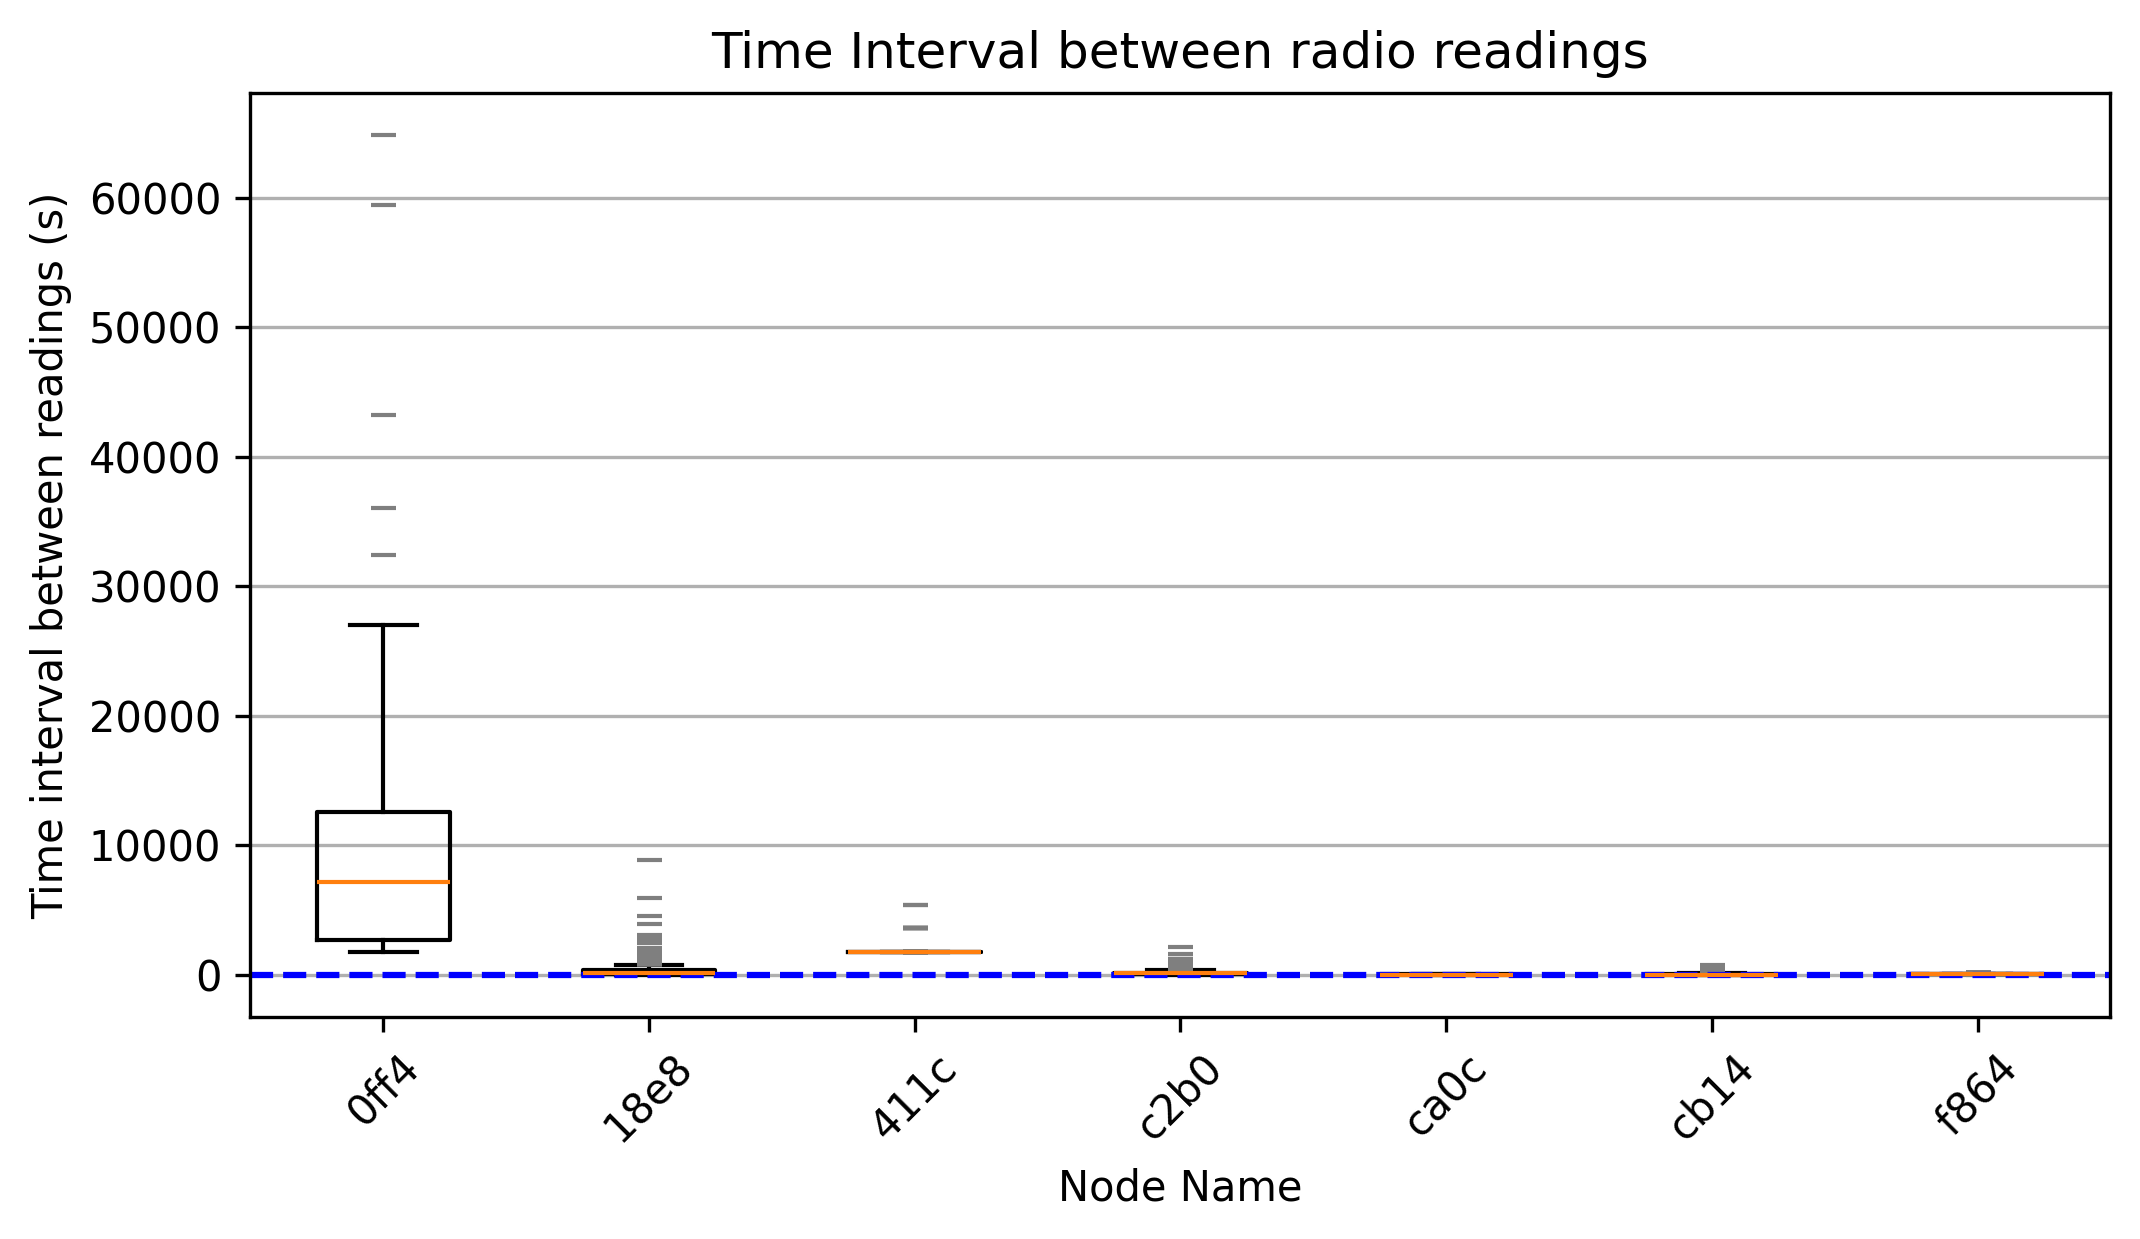 Time Interval between radio readings
Time interval between readings (s)
60000
50000
40000
30000
20000
10000
0
0ff4
18e8
411c
c2b0
ca0c
cb14
f864
Node Name